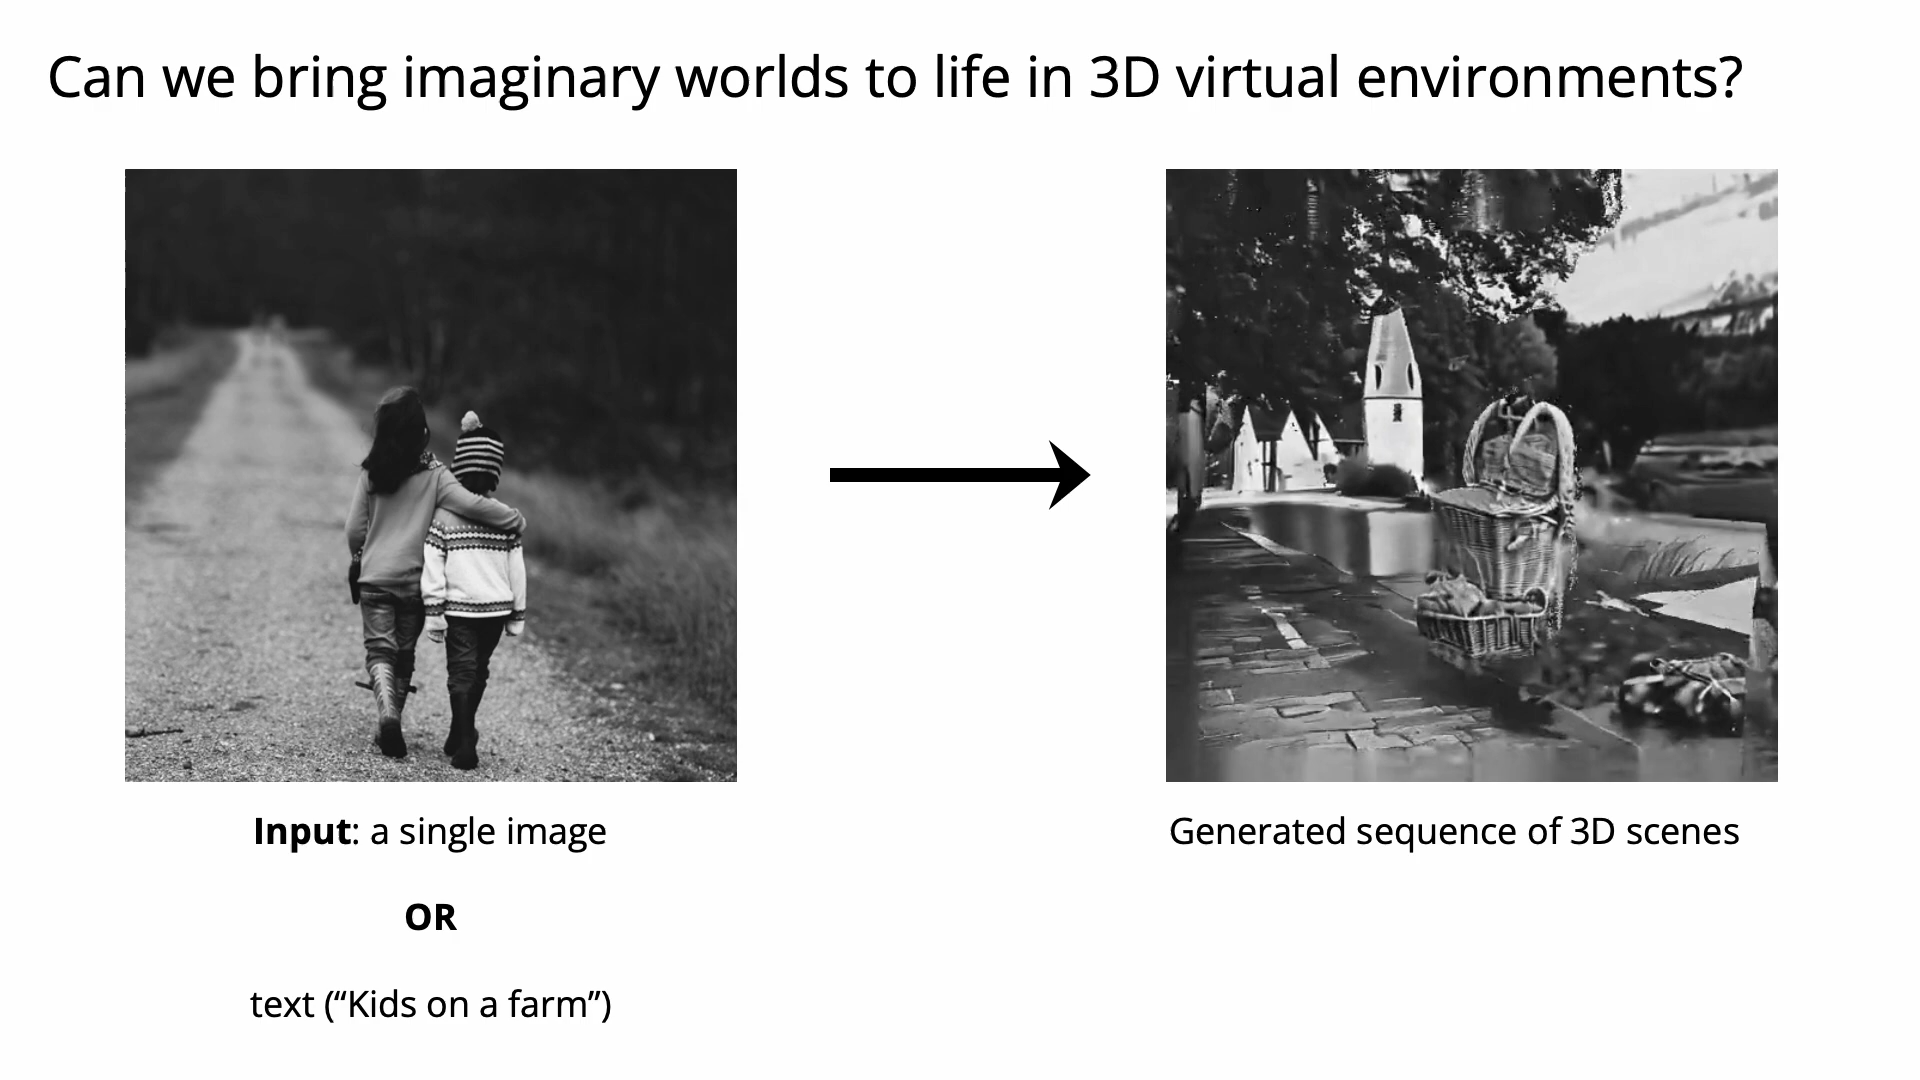 Can we bring imaginary worlds to life in 3D virtual environments?
Input: a single image
OR
text (“Kids on a farm”)
Generated sequence of 3D scenes